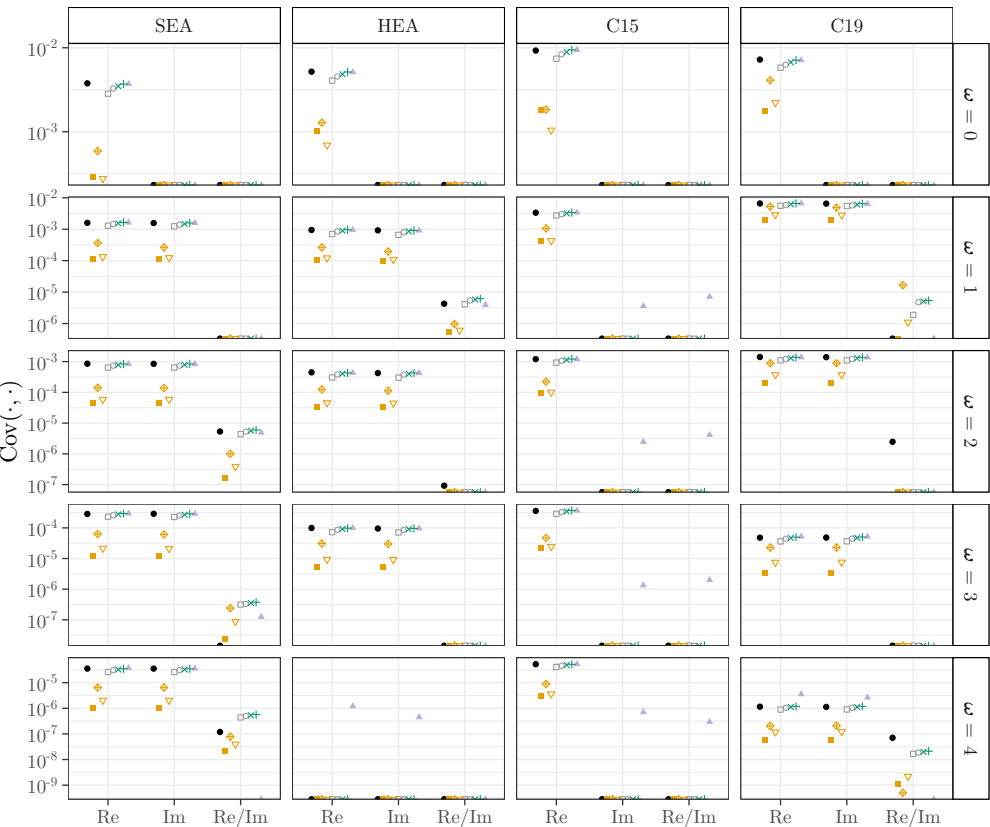 SEA HEA C15 C19
10⁻²
10⁻³
ω = 0
10⁻²
10⁻³
10⁻⁴
10⁻⁵
10⁻⁶
ω = 1
Cov(·, ·)
10⁻³
10⁻⁴
10⁻⁵
10⁻⁶
10⁻⁷
ω = 2
10⁻⁴
10⁻⁵
10⁻⁶
10⁻⁷
ω = 3
10⁻⁵
10⁻⁶
10⁻⁷
10⁻⁸
10⁻⁹
ω = 4
Re Im Re/Im Re Im Re/Im Re Im Re/Im Re Im Re/Im